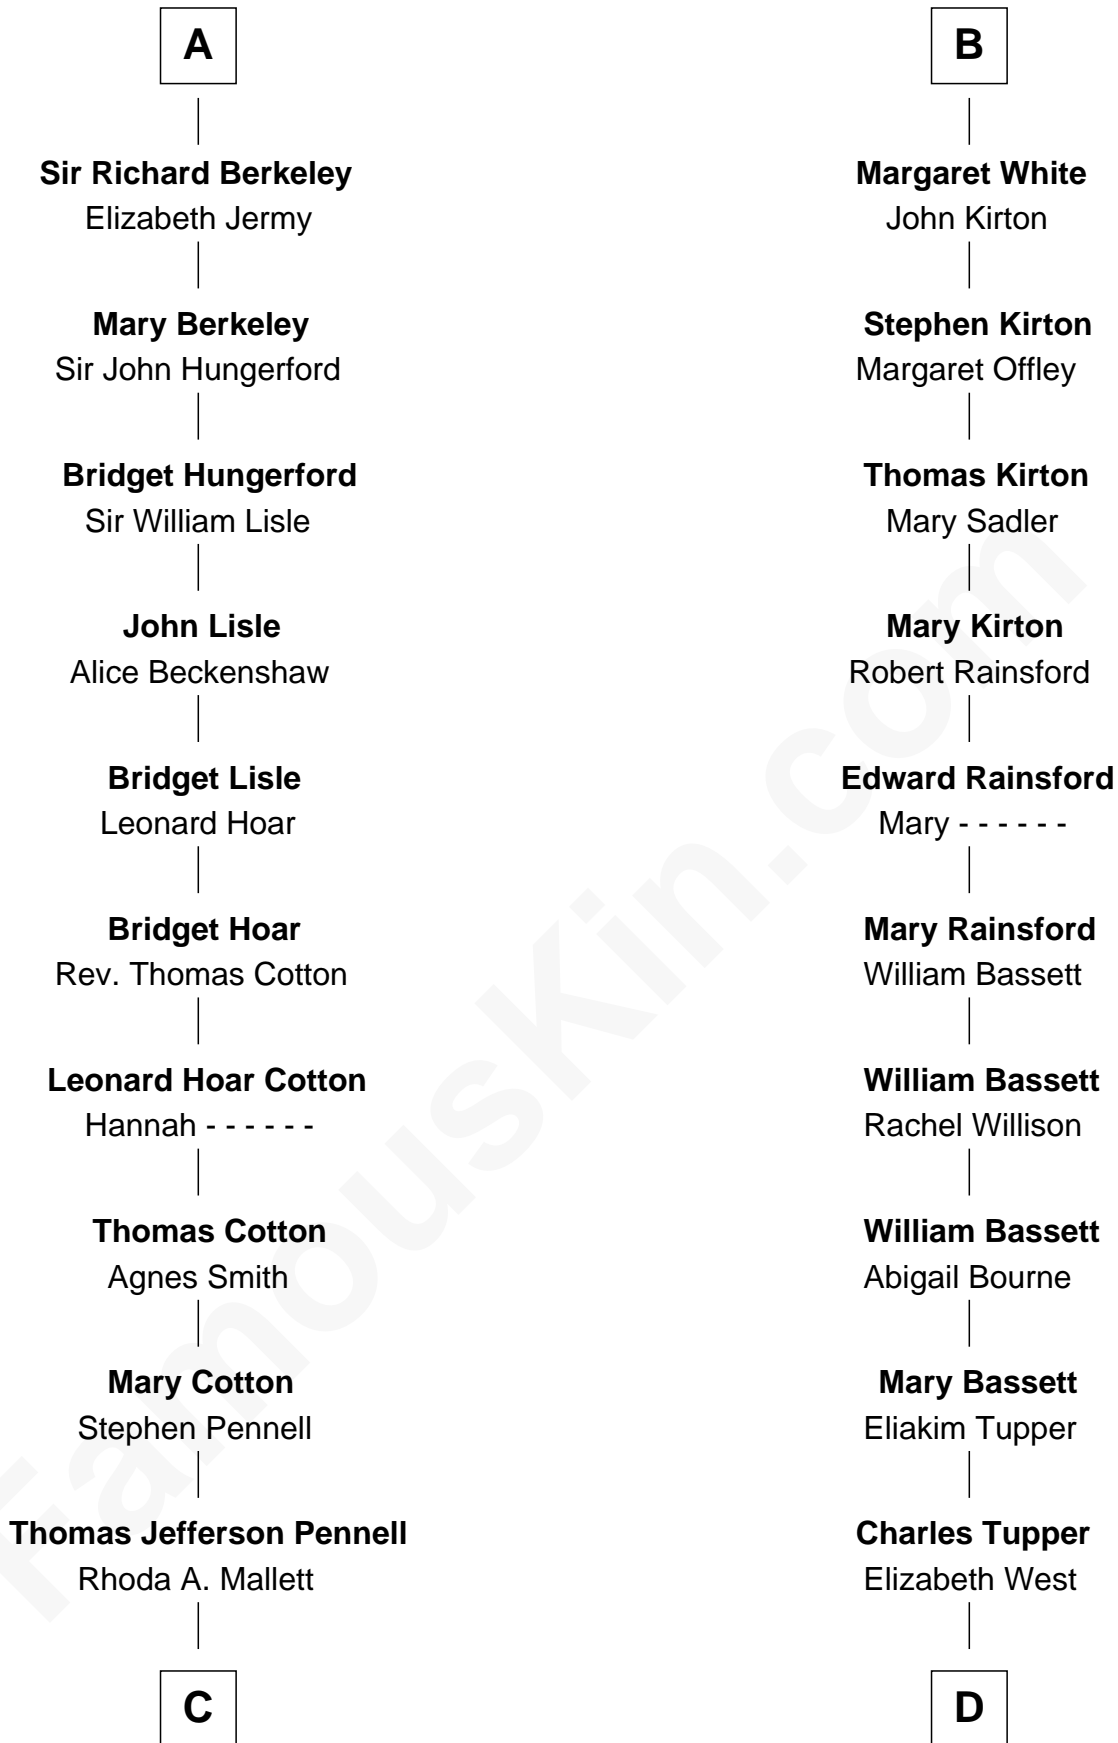 A
Sir Richard Berkeley
Elizabeth Jermy
Mary Berkeley
Sir John Hungerford
Bridget Hungerford
Sir William Lisle
John Lisle
Alice Beckenshaw
Bridget Lisle
Leonard Hoar
Bridget Hoar
Rev. Thomas Cotton
Leonard Hoar Cotton
Hannah - - - - - -
Thomas Cotton
Agnes Smith
Mary Cotton
Stephen Pennell
Thomas Jefferson Pennell
Rhoda A. Mallett
C
B
Margaret White
John Kirton
Stephen Kirton
Margaret Offley
Thomas Kirton
Mary Sadler
Mary Kirton
Robert Rainsford
Edward Rainsford
Mary - - - - - -
Mary Rainsford
William Bassett
William Bassett
Rachel Willison
William Bassett
Abigail Bourne
Mary Bassett
Eliakim Tupper
Charles Tupper
Elizabeth West
D
FamousKin.com